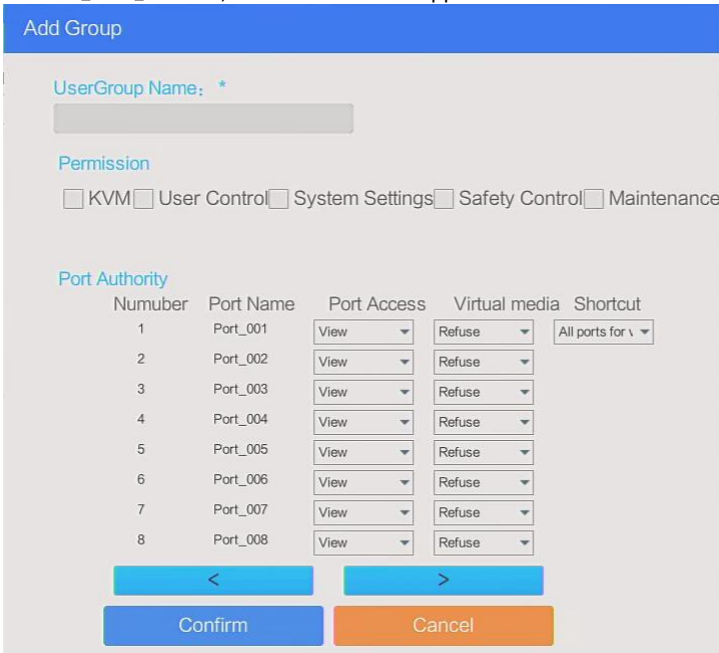 Add Group
UserGroup Name: *
Permission
KVM User Control System Settings Safety Control Maintenance
Port Authority
Numuber Port Name Port Access Virtual media Shortcut
1 Port_001 View Refuse All ports for v
2 Port_002 View Refuse
3 Port_003 View Refuse
4 Port_004 View Refuse
5 Port_005 View Refuse
6 Port_006 View Refuse
7 Port_007 View Refuse
8 Port_008 View Refuse
< >
Confirm Cancel